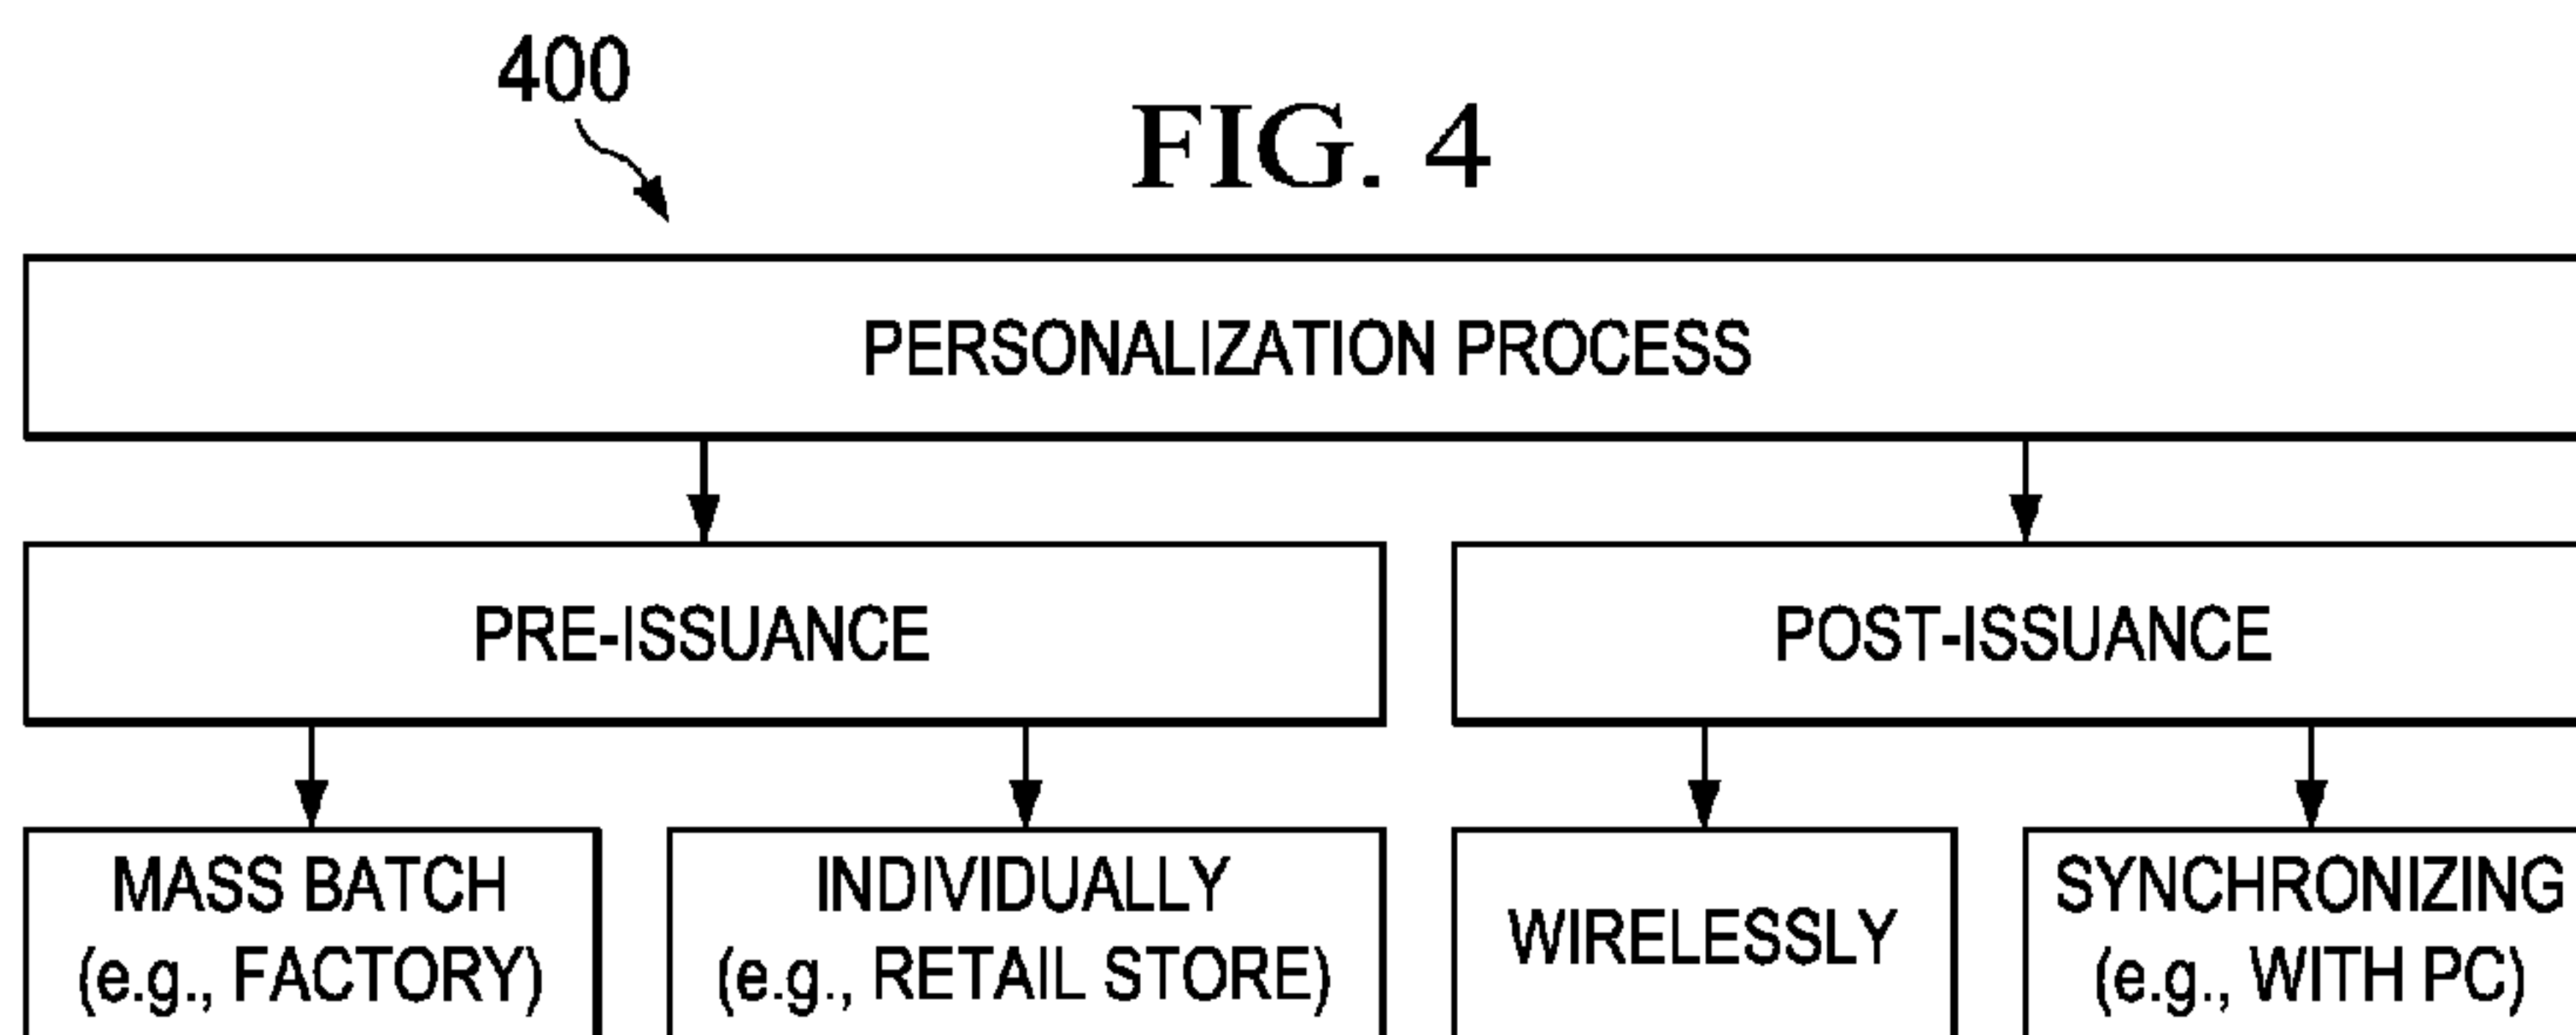 400
FIG. 4
PERSONALIZATION PROCESS
PRE-ISSUANCE
POST-ISSUANCE
MASS BATCH
(e.g., FACTORY)
INDIVIDUALLY
(e.g., RETAIL STORE)
WIRELESSLY
SYNCHRONIZING
(e.g., WITH PC)